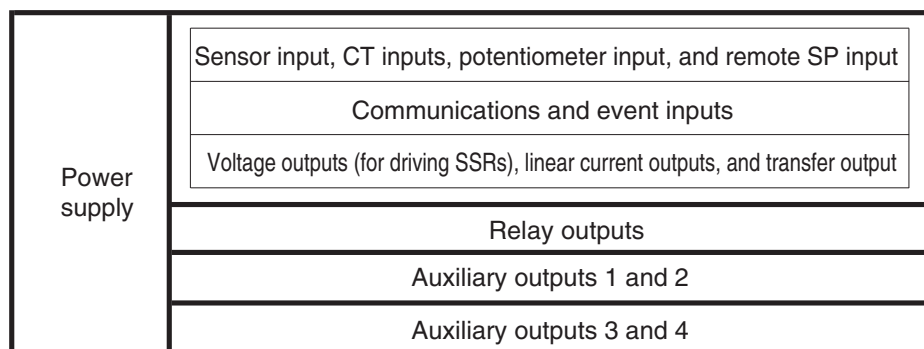 Power
supply
Sensor input, CT inputs, potentiometer input, and remote SP input
Communications and event inputs
Voltage outputs (for driving SSRs), linear current outputs, and transfer output
Relay outputs
Auxiliary outputs 1 and 2
Auxiliary outputs 3 and 4